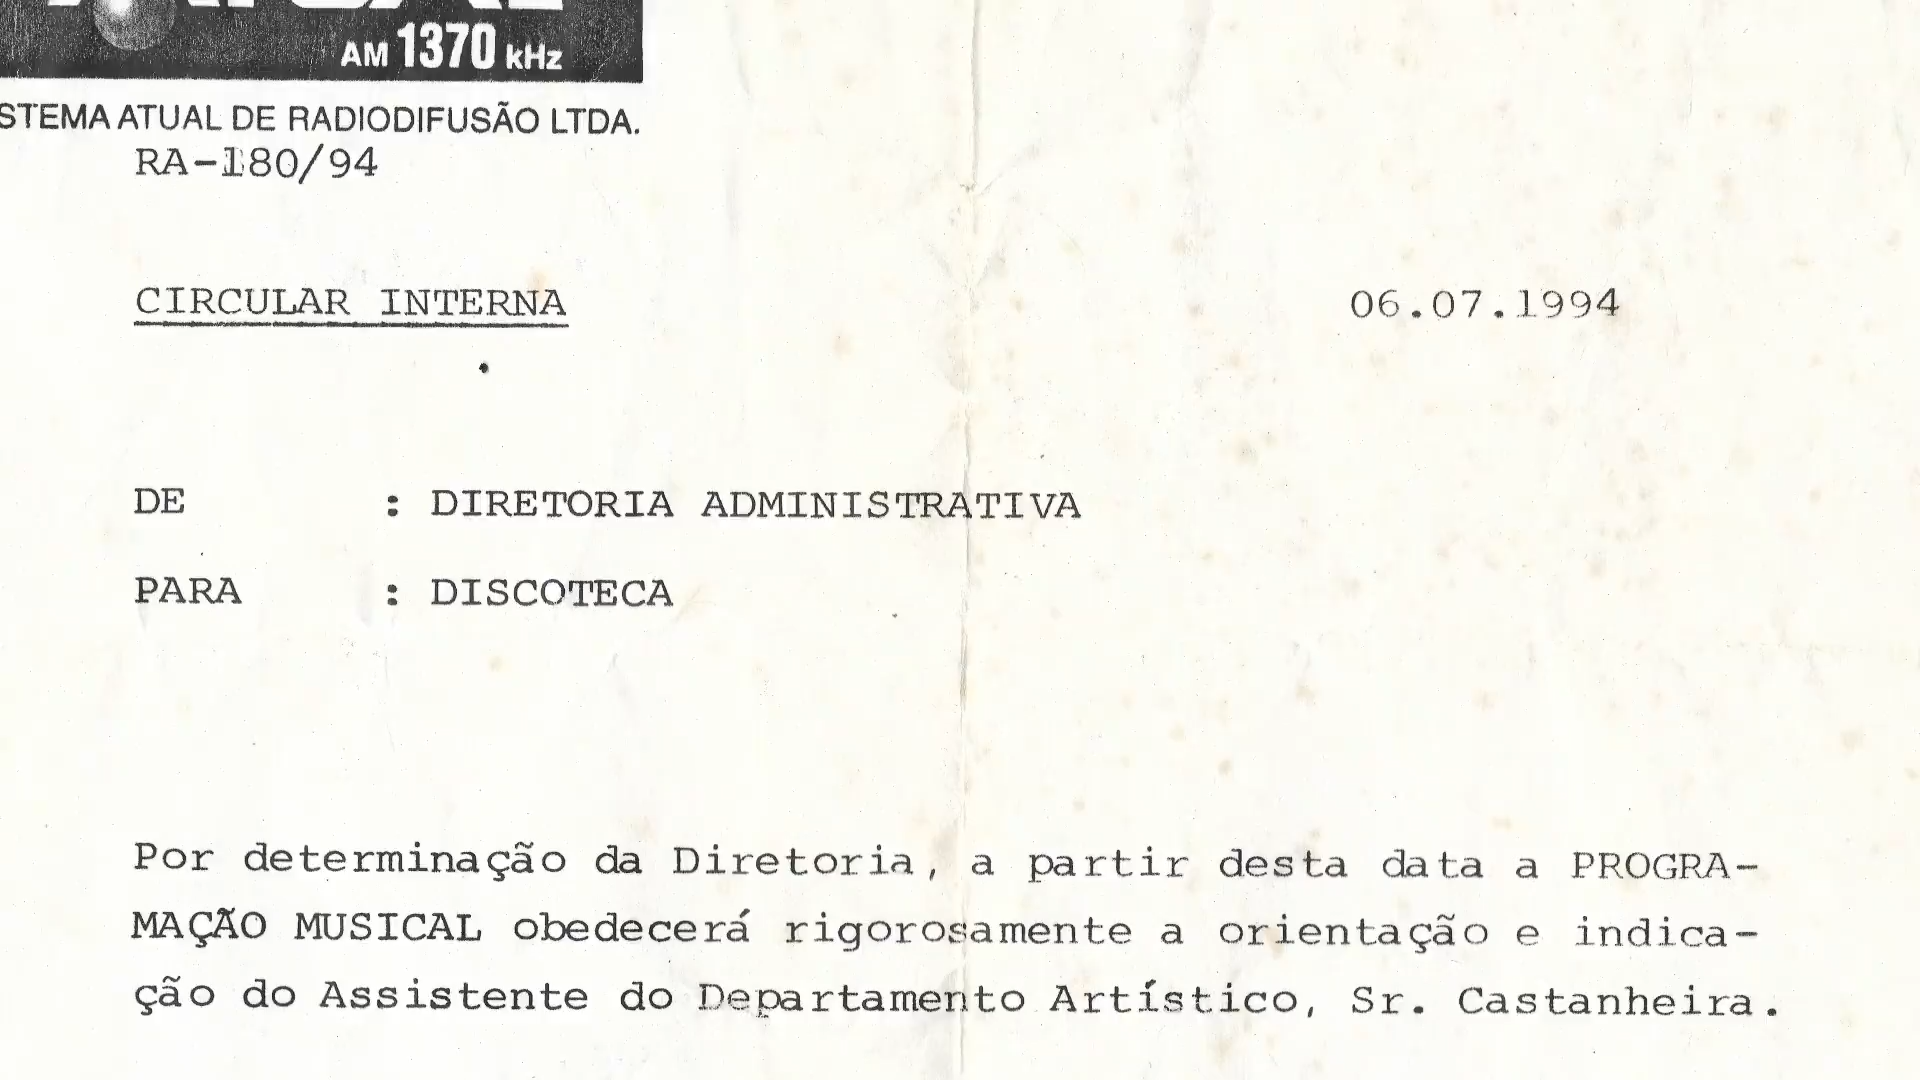 AM 1370 kHz
STEMA ATUAL DE RADIODIFUSÃO LTDA.
RA-180/94
CIRCULAR INTERNA 06.07.1994
DE : DIRETORIA ADMINISTRATIVA
PARA : DISCOTECA
Por determinação da Diretoria, a partir desta data a PROGRA-
MAÇÃO MUSICAL obedecerá rigorosamente a orientação e indica-
ção do Assistente do Departamento Artístico, Sr. Castanheira.